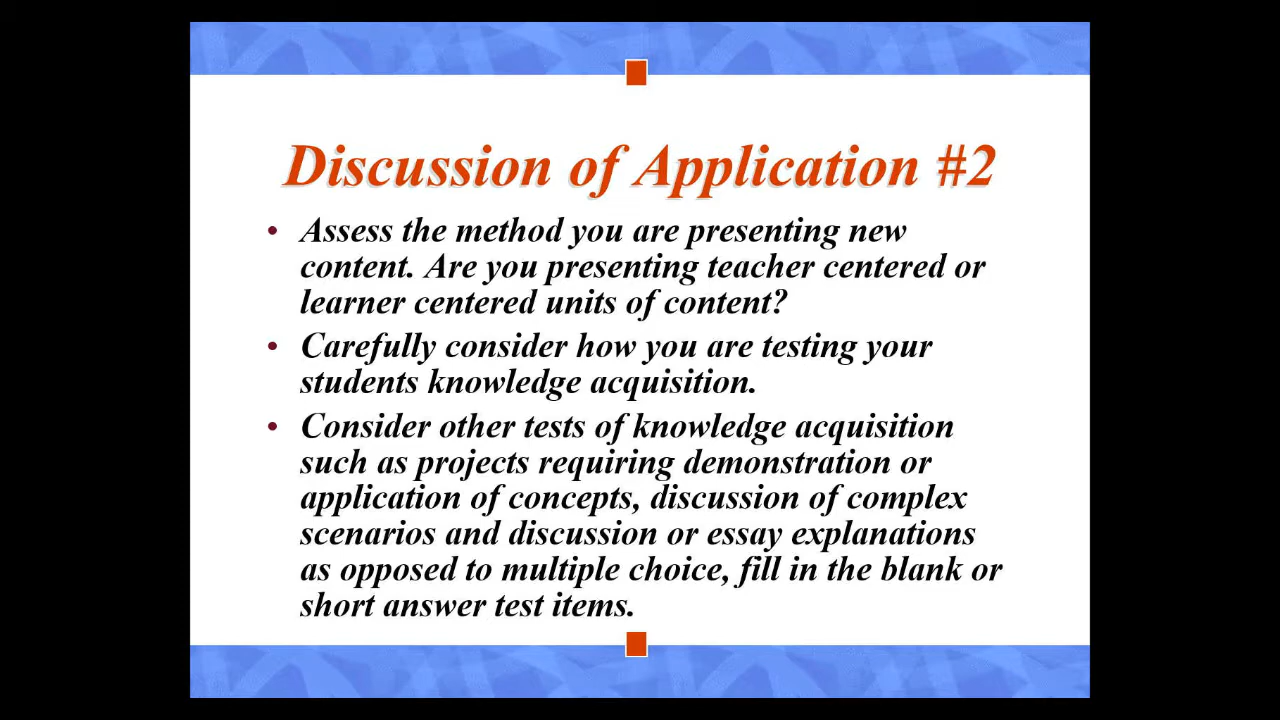 Discussion of Application #2
• Assess the method you are presenting new
content. Are you presenting teacher centered or
learner centered units of content?
• Carefully consider how you are testing your
students knowledge acquisition.
• Consider other tests of knowledge acquisition
such as projects requiring demonstration or
application of concepts, discussion of complex
scenarios and discussion or essay explanations
as opposed to multiple choice, fill in the blank or
short answer test items.